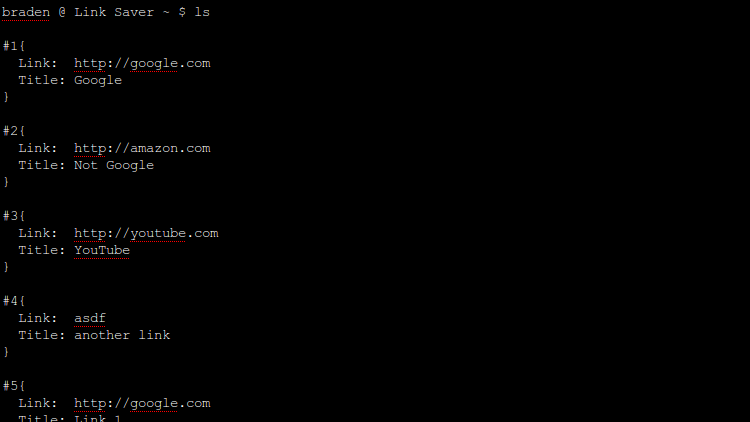 braden @ Link Saver ~ $ ls
#1{
Link: http://google.com
Title: Google
}
#2{
Link: http://amazon.com
Title: Not Google
}
#3{
Link: http://youtube.com
Title: YouTube
}
#4{
Link: asdf
Title: another link
}
#5{
Link: http://google.com
Title: Link 1